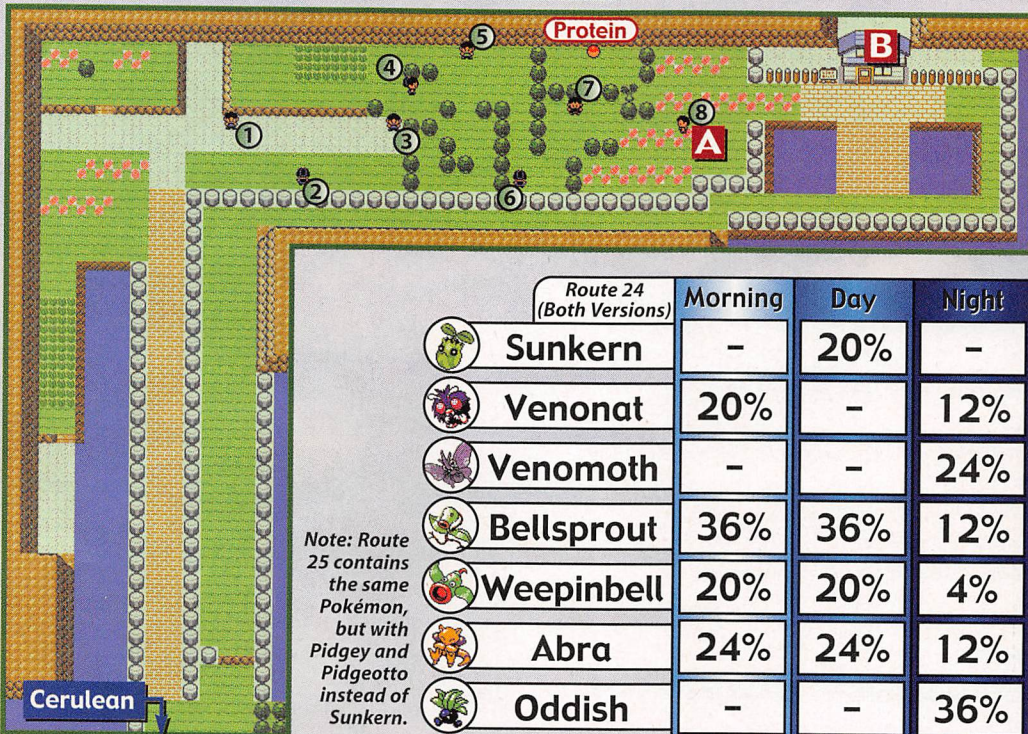 Protein
B
5
4
7
8
1
3
A
2
6
Route 24
(Both Versions)
Morning Day Night
Sunkern – 20% –
Venonat 20% – 12%
Venomoth – – 24%
Bellsprout 36% 36% 12%
Weepinbell 20% 20% 4%
Abra 24% 24% 12%
Oddish – – 36%
Note: Route
25 contains
the same
Pokémon,
but with
Pidgey and
Pidgeotto
instead of
Sunkern.
Cerulean